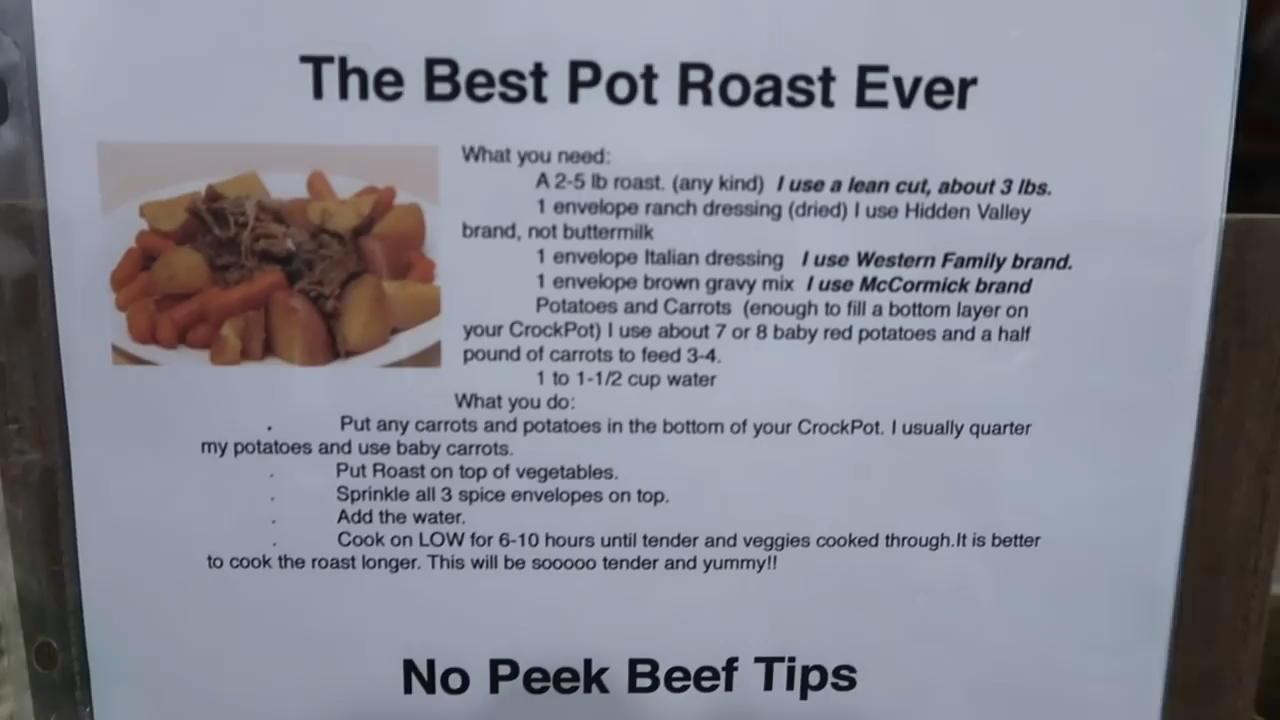 The Best Pot Roast Ever
What you need:
A 2-5 lb roast. (any kind) I use a lean cut, about 3 lbs.
1 envelope ranch dressing (dried) I use Hidden Valley
brand, not buttermilk
1 envelope Italian dressing I use Western Family brand.
1 envelope brown gravy mix I use McCormick brand
Potatoes and Carrots (enough to fill a bottom layer on
your CrockPot) I use about 7 or 8 baby red potatoes and a half
pound of carrots to feed 3-4.
1 to 1-1/2 cup water
What you do:
. Put any carrots and potatoes in the bottom of your CrockPot. I usually quarter
my potatoes and use baby carrots.
. Put Roast on top of vegetables.
. Sprinkle all 3 spice envelopes on top.
. Add the water.
. Cook on LOW for 6-10 hours until tender and veggies cooked through.It is better
to cook the roast longer. This will be sooooo tender and yummy!!
No Peek Beef Tips